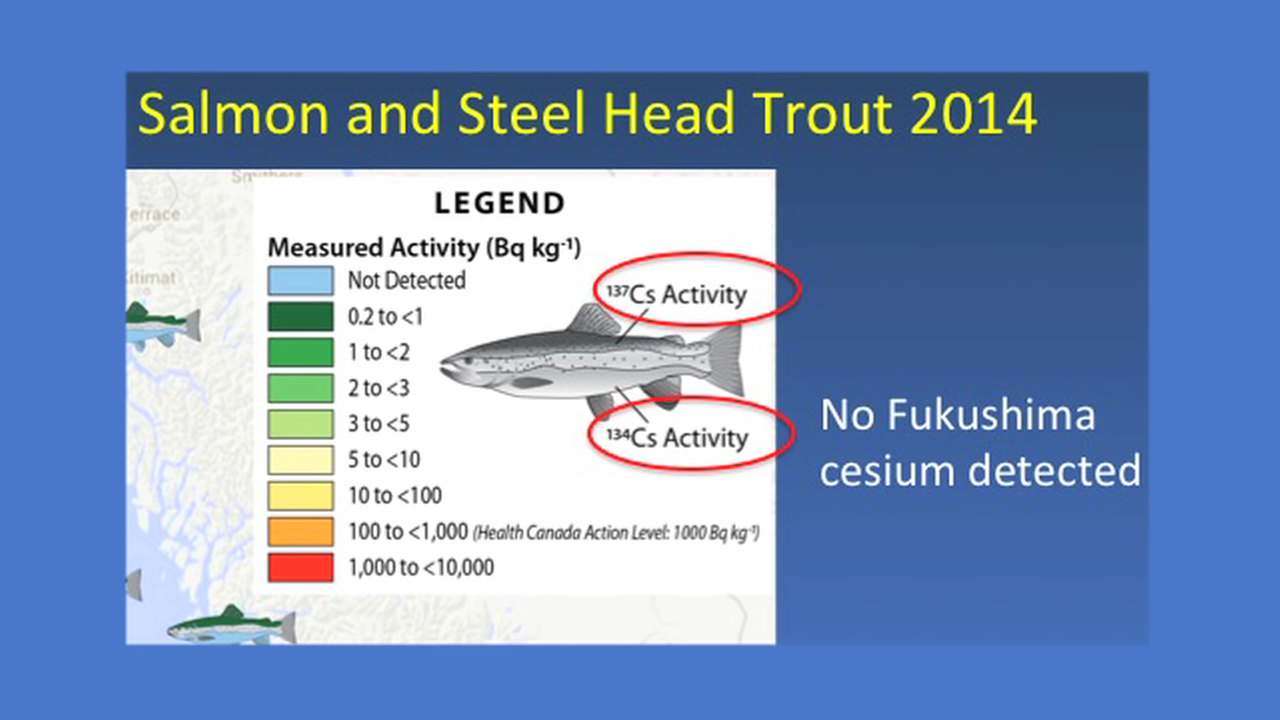 Salmon and Steel Head Trout 2014
LEGEND
Measured Activity (Bq kg⁻¹)
Not Detected
0.2 to <1
1 to <2
2 to <3
3 to <5
5 to <10
10 to <100
100 to <1,000 (Health Canada Action Level: 1000 Bq kg⁻¹)
1,000 to <10,000
¹³⁷Cs Activity
¹³⁴Cs Activity
No Fukushima
cesium detected